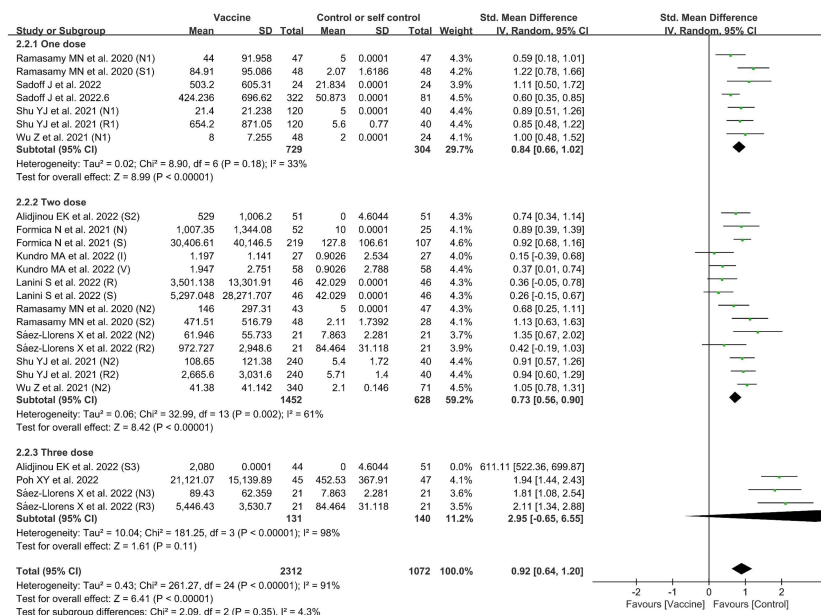 Vaccine Control or self control Std. Mean Difference Std. Mean Difference
Study or Subgroup Mean SD Total Mean SD Total Weight IV. Random. 95% CI IV. Random. 95% CI
2.2.1 One dose
Ramasamy MN et al. 2020 (N1) 44 91.958 47 5 0.0001 47 4.3% 0.59 [0.18, 1.01]
Ramasamy MN et al. 2020 (S1) 84.91 95.086 48 2.07 1.6186 48 4.2% 1.22 [0.78, 1.66]
Sadoff J et al. 2022 503.2 605.31 24 21.834 0.0001 24 3.9% 1.11 [0.50, 1.72]
Sadoff J et al. 2022.6 424.236 696.62 322 50.873 0.0001 81 4.6% 0.60 [0.35, 0.85]
Shu YJ et al. 2021 (N1) 21.4 21.238 120 5 0.0001 40 4.4% 0.89 [0.51, 1.26]
Shu YJ et al. 2021 (R1) 654.2 871.05 120 5.6 0.77 40 4.4% 0.85 [0.48, 1.22]
Wu Z et al. 2021 (N1) 8 7.255 48 2 0.0001 24 4.1% 1.00 [0.48, 1.52]
Subtotal (95% CI) 729 304 29.7% 0.84 [0.66, 1.02]
Heterogeneity: Tau² = 0.02; Chi² = 8.90, df = 6 (P = 0.18); I² = 33%
Test for overall effect: Z = 8.99 (P < 0.00001)
2.2.2 Two dose
Alidjinou EK et al. 2022 (S2) 529 1,006.2 51 0 4.6044 51 4.3% 0.74 [0.34, 1.14]
Formica N et al. 2021 (N) 1,007.35 1,344.08 52 10 0.0001 25 4.1% 0.89 [0.39, 1.39]
Formica N et al. 2021 (S) 30,406.61 40,146.5 219 127.8 106.61 107 4.6% 0.92 [0.68, 1.16]
Kundro MA et al. 2022 (I) 1.197 1.141 27 0.9026 2.534 27 4.1% 0.15 [-0.39, 0.68]
Kundro MA et al. 2022 (V) 1.947 2.751 58 0.9026 2.788 58 4.4% 0.37 [0.01, 0.74]
Lanini S et al. 2022 (R) 3,501.138 13,301.91 46 42.029 0.0001 46 4.3% 0.36 [-0.05, 0.78]
Lanini S et al. 2022 (S) 5,297.048 28,271.707 46 42.029 0.0001 46 4.3% 0.26 [-0.15, 0.67]
Ramasamy MN et al. 2020 (N2) 146 297.31 43 5 0.0001 47 4.3% 0.68 [0.25, 1.11]
Ramasamy MN et al. 2020 (S2) 471.51 516.79 48 2.11 1.7392 28 4.1% 1.13 [0.63, 1.63]
Sáez-Llorens X et al. 2022 (N2) 61.946 55.733 21 7.863 2.281 21 3.7% 1.35 [0.67, 2.02]
Sáez-Llorens X et al. 2022 (R2) 972.727 2,948.6 21 84.464 31.118 21 3.9% 0.42 [-0.19, 1.03]
Shu YJ et al. 2021 (N2) 108.65 121.38 240 5.4 1.72 40 4.4% 0.91 [0.57, 1.26]
Shu YJ et al. 2021 (R2) 2,665.6 3,031.6 240 5.71 1.4 40 4.4% 0.94 [0.60, 1.29]
Wu Z et al. 2021 (N2) 41.38 41.142 340 2.1 0.146 71 4.5% 1.05 [0.78, 1.31]
Subtotal (95% CI) 1452 628 59.2% 0.73 [0.56, 0.90]
Heterogeneity: Tau² = 0.06; Chi² = 32.99, df = 13 (P = 0.002); I² = 61%
Test for overall effect: Z = 8.42 (P < 0.00001)
2.2.3 Three dose
Alidjinou EK et al. 2022 (S3) 2,080 0.0001 44 0 4.6044 51 0.0% 611.11 [522.36, 699.87]
Poh XY et al. 2022 21,121.07 15,139.89 45 452.53 367.91 47 4.1% 1.94 [1.44, 2.43]
Sáez-Llorens X et al. 2022 (N3) 89.43 62.359 21 7.863 2.281 21 3.6% 1.81 [1.08, 2.54]
Sáez-Llorens X et al. 2022 (R3) 5,446.43 3,530.7 21 84.464 31.118 21 3.5% 2.11 [1.34, 2.88]
Subtotal (95% CI) 131 140 11.2% 2.95 [-0.65, 6.55]
Heterogeneity: Tau² = 10.04; Chi² = 181.25, df = 3 (P < 0.00001); I² = 98%
Test for overall effect: Z = 1.61 (P = 0.11)
Total (95% CI) 2312 1072 100.0% 0.92 [0.64, 1.20]
Heterogeneity: Tau² = 0.43; Chi² = 261.27, df = 24 (P < 0.00001); I² = 91%
Test for overall effect: Z = 6.41 (P < 0.00001)
Test for subgroup differences: Chi² = 2.09, df = 2 (P = 0.35), I² = 4.3%
-2 -1 0 1 2
Favours [Vaccine] Favours [Control]